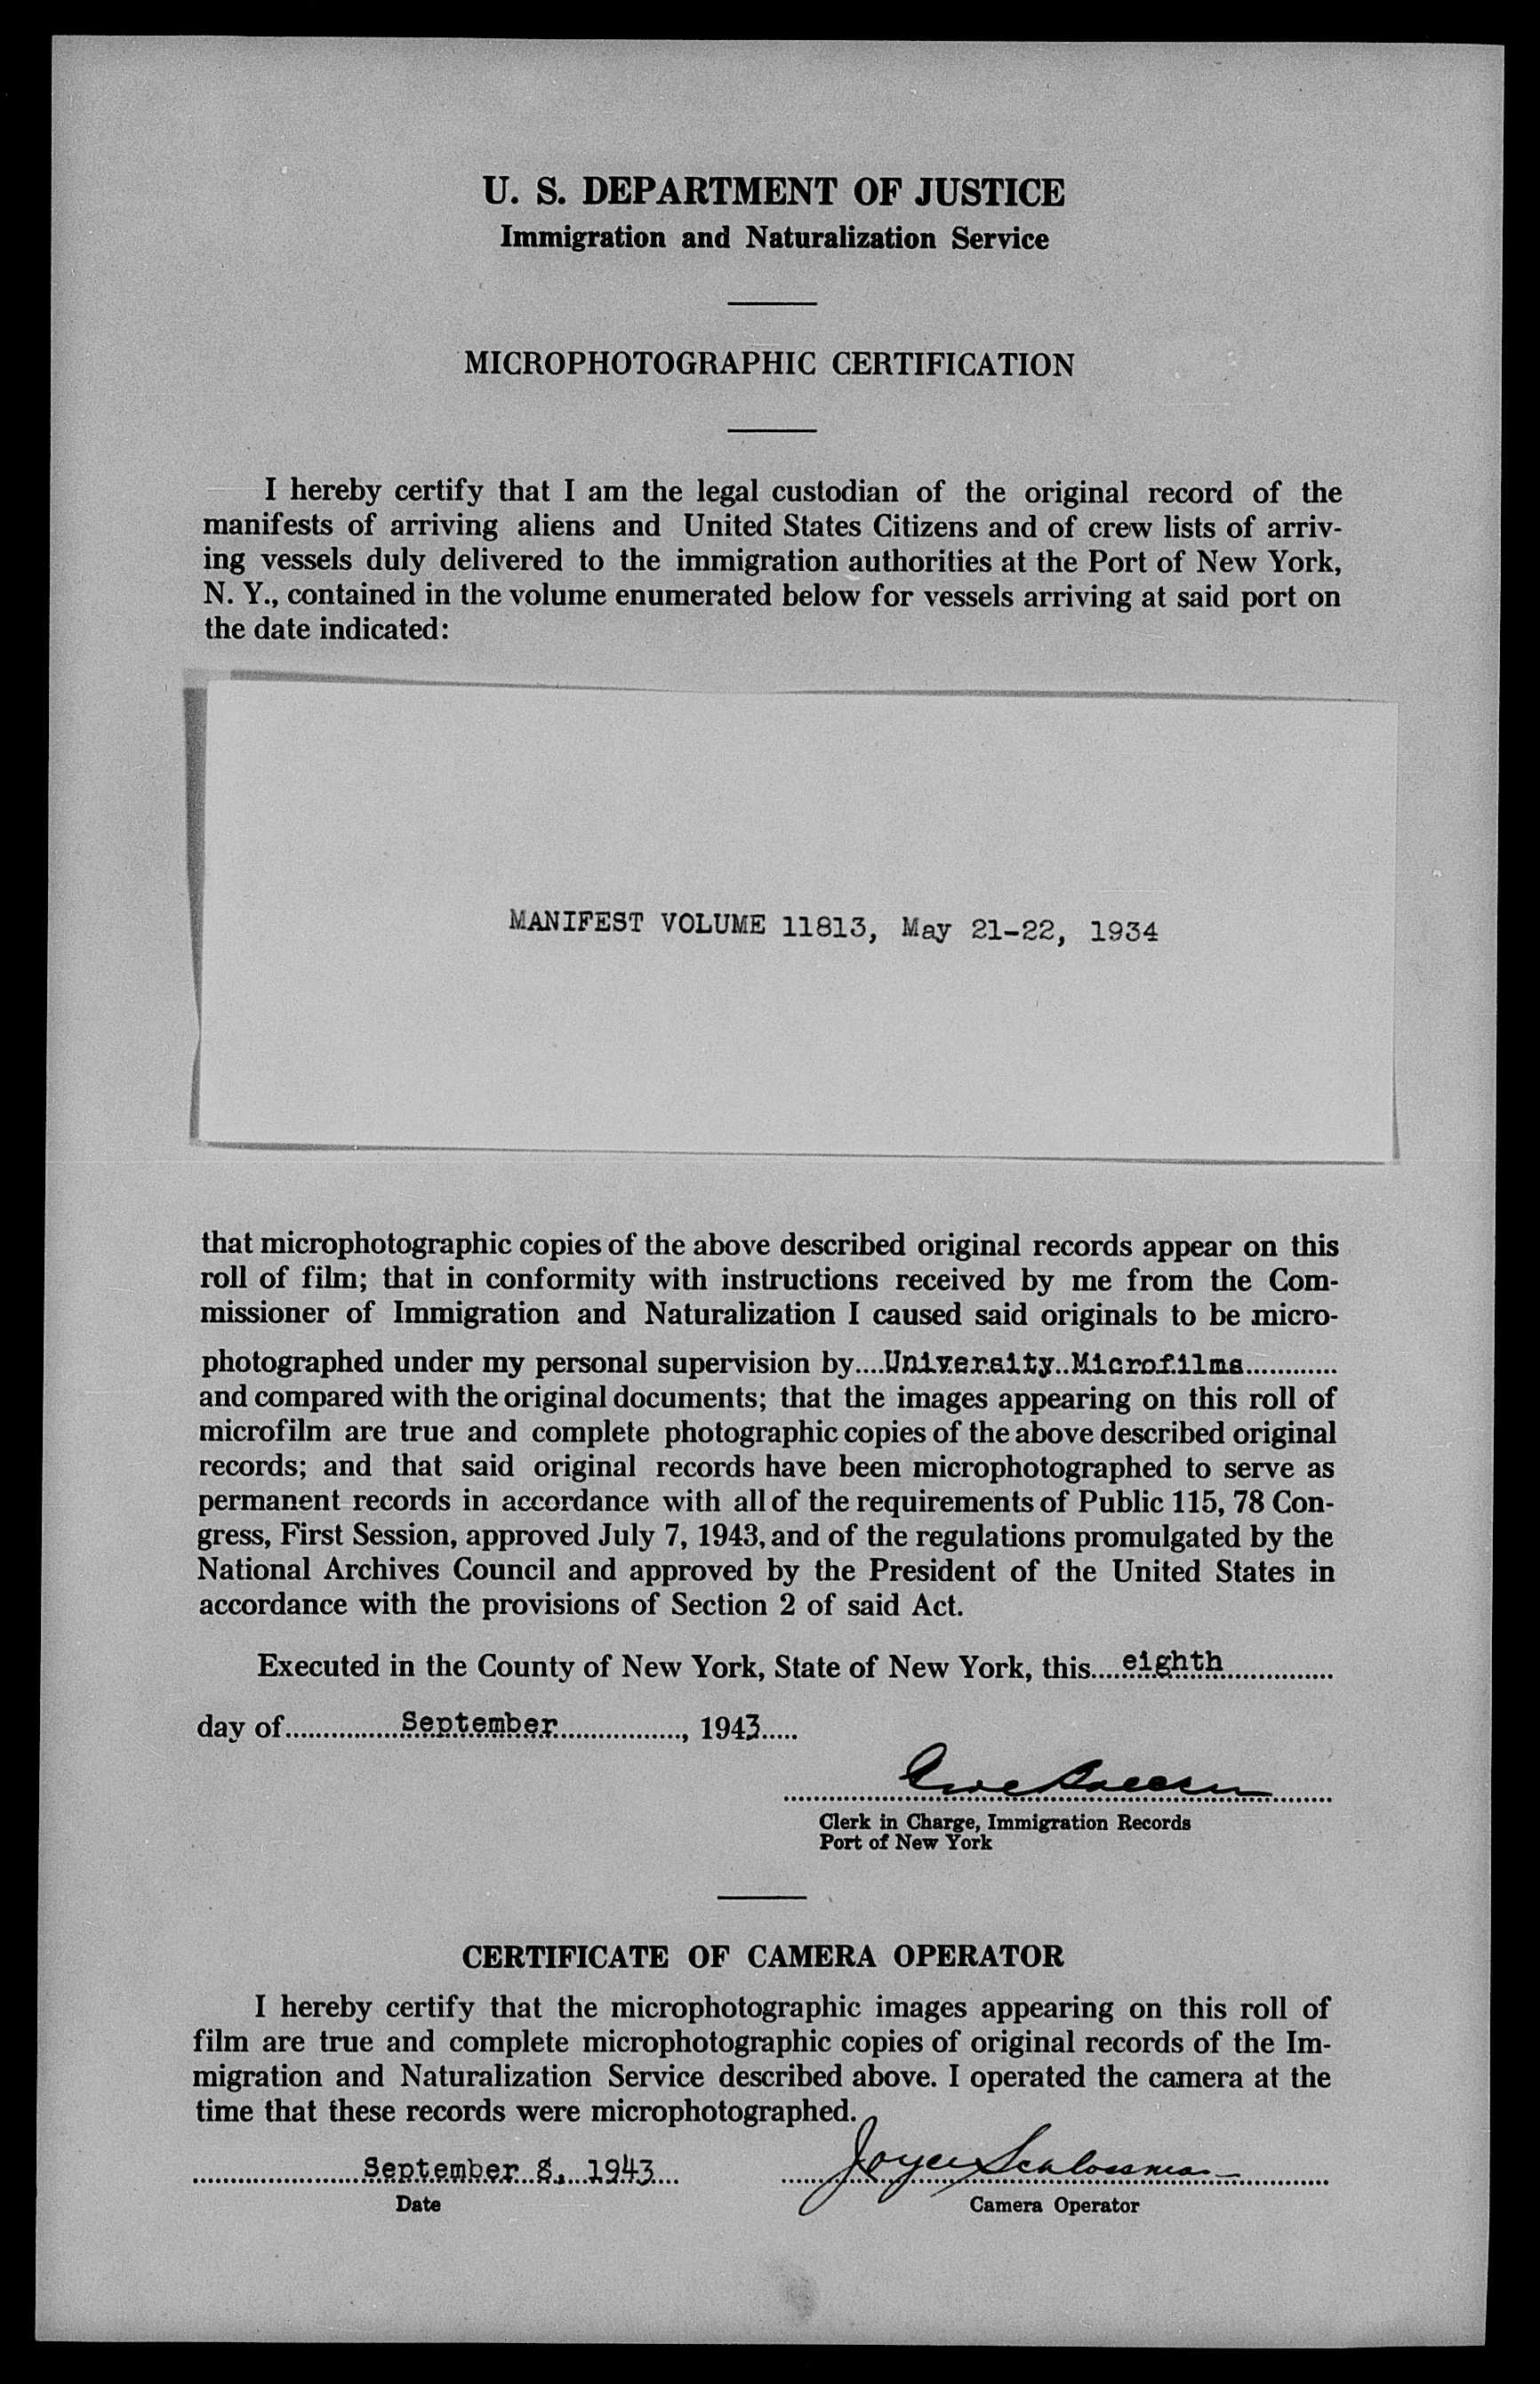 U. S. DEPARTMENT OF JUSTICE
Immigration and Naturalization Service
MICROPHOTOGRAPHIC CERTIFICATION
I hereby certify that I am the legal custodian of the original record of the
manifests of arriving aliens and United States Citizens and of crew lists of arriv-
ing vessels duly delivered to the immigration authorities at the Port of New York,
N. Y., contained in the volume enumerated below for vessels arriving at said port on
the date indicated:
MANIFEST VOLUME 11813, May 21-22, 1934
that microphotographic copies of the above described original records appear on this
roll of film; that in conformity with instructions received by me from the Com-
missioner of Immigration and Naturalization I caused said originals to be micro-
photographed under my personal supervision by....University Microfilms............
and compared with the original documents; that the images appearing on this roll of
microfilm are true and complete photographic copies of the above described original
records; and that said original records have been microphotographed to serve as
permanent records in accordance with all of the requirements of Public 115, 78 Con-
gress, First Session, approved July 7, 1943, and of the regulations promulgated by the
National Archives Council and approved by the President of the United States in
accordance with the provisions of Section 2 of said Act.
Executed in the County of New York, State of New York, this....eighth..............
day of...............September................, 1943.....
Clerk in Charge, Immigration Records
Port of New York
CERTIFICATE OF CAMERA OPERATOR
I hereby certify that the microphotographic images appearing on this roll of
film are true and complete microphotographic copies of original records of the Im-
migration and Naturalization Service described above. I operated the camera at the
time that these records were microphotographed.
September 8, 1943 Joyce Schlossman
Date Camera Operator